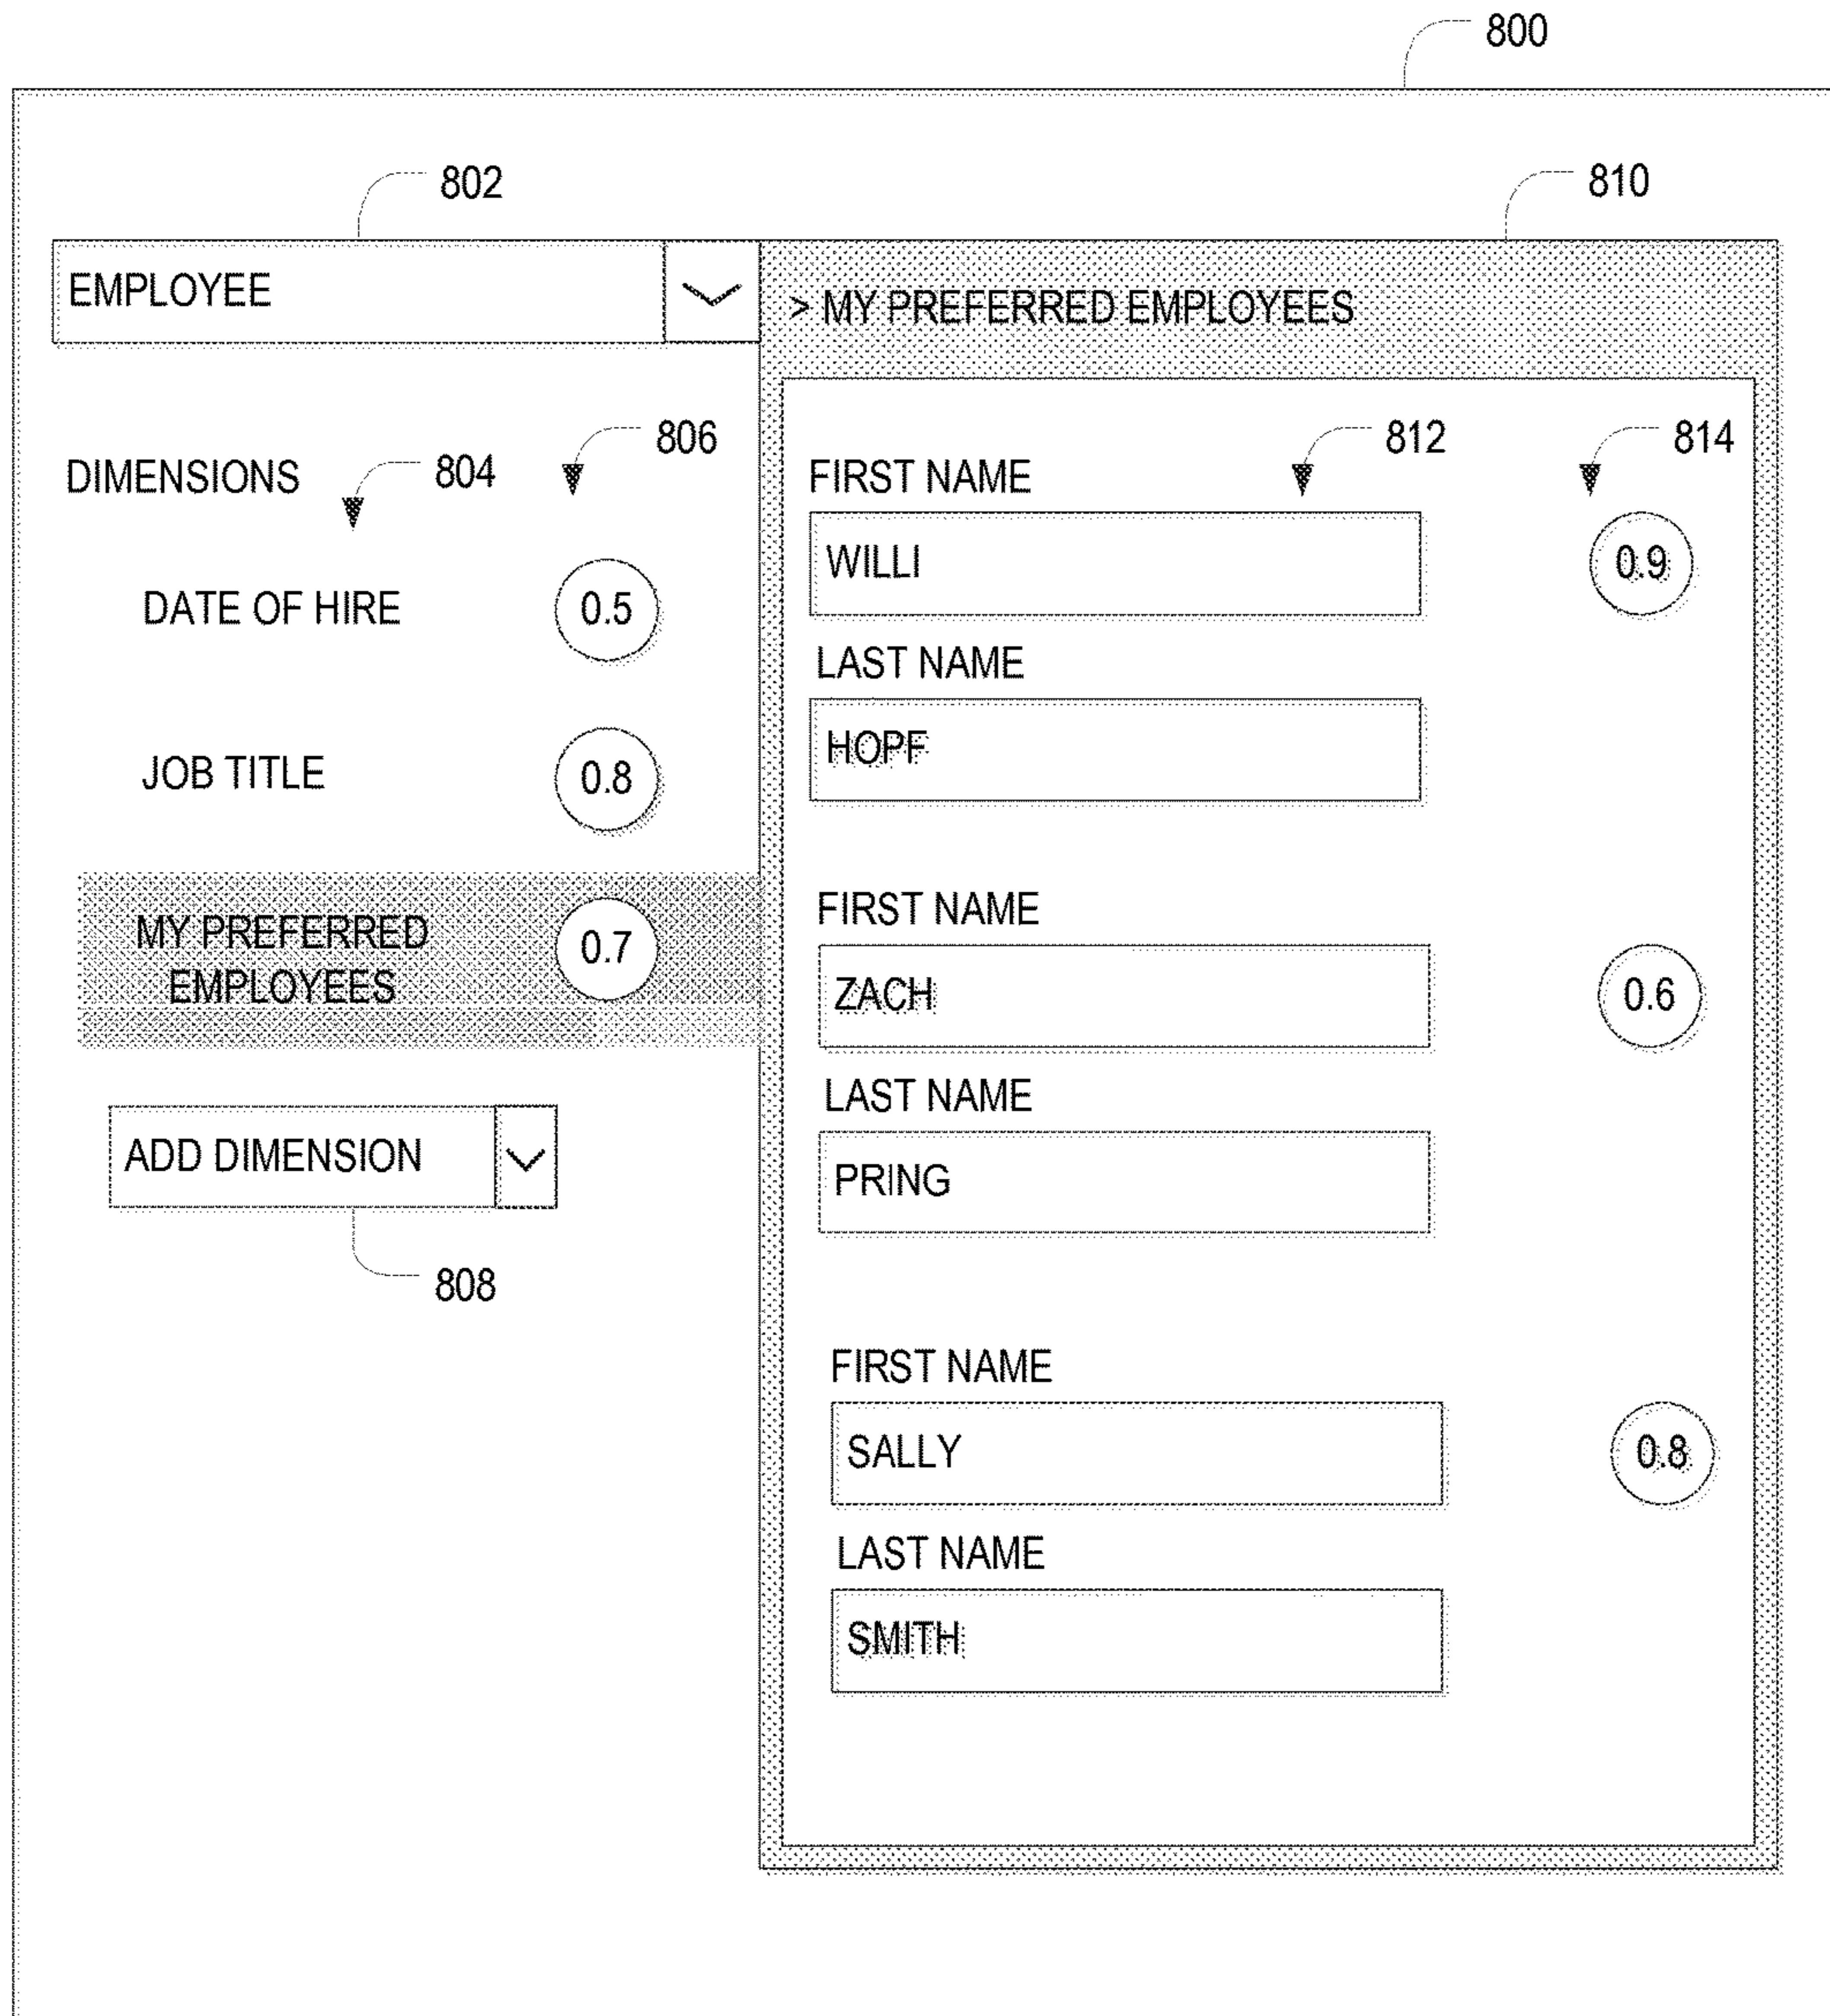 800
802
810
EMPLOYEE
> MY PREFERRED EMPLOYEES
DIMENSIONS
804
806
DATE OF HIRE
0.5
JOB TITLE
0.8
MY PREFERRED
EMPLOYEES
0.7
ADD DIMENSION
808
812
814
FIRST NAME
WILLI
0.9
LAST NAME
HOPF
FIRST NAME
ZACH
0.6
LAST NAME
PRING
FIRST NAME
SALLY
0.8
LAST NAME
SMITH